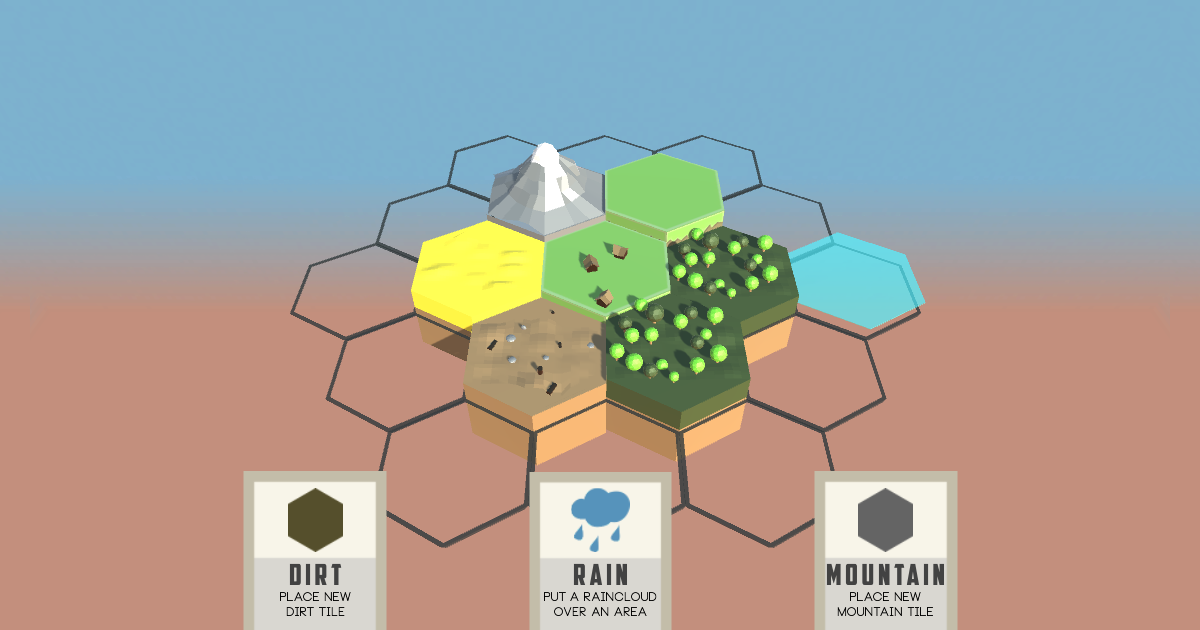 DIRT
PLACE NEW
DIRT TILE
RAIN
PUT A RAINCLOUD
OVER AN AREA
MOUNTAIN
PLACE NEW
MOUNTAIN TILE